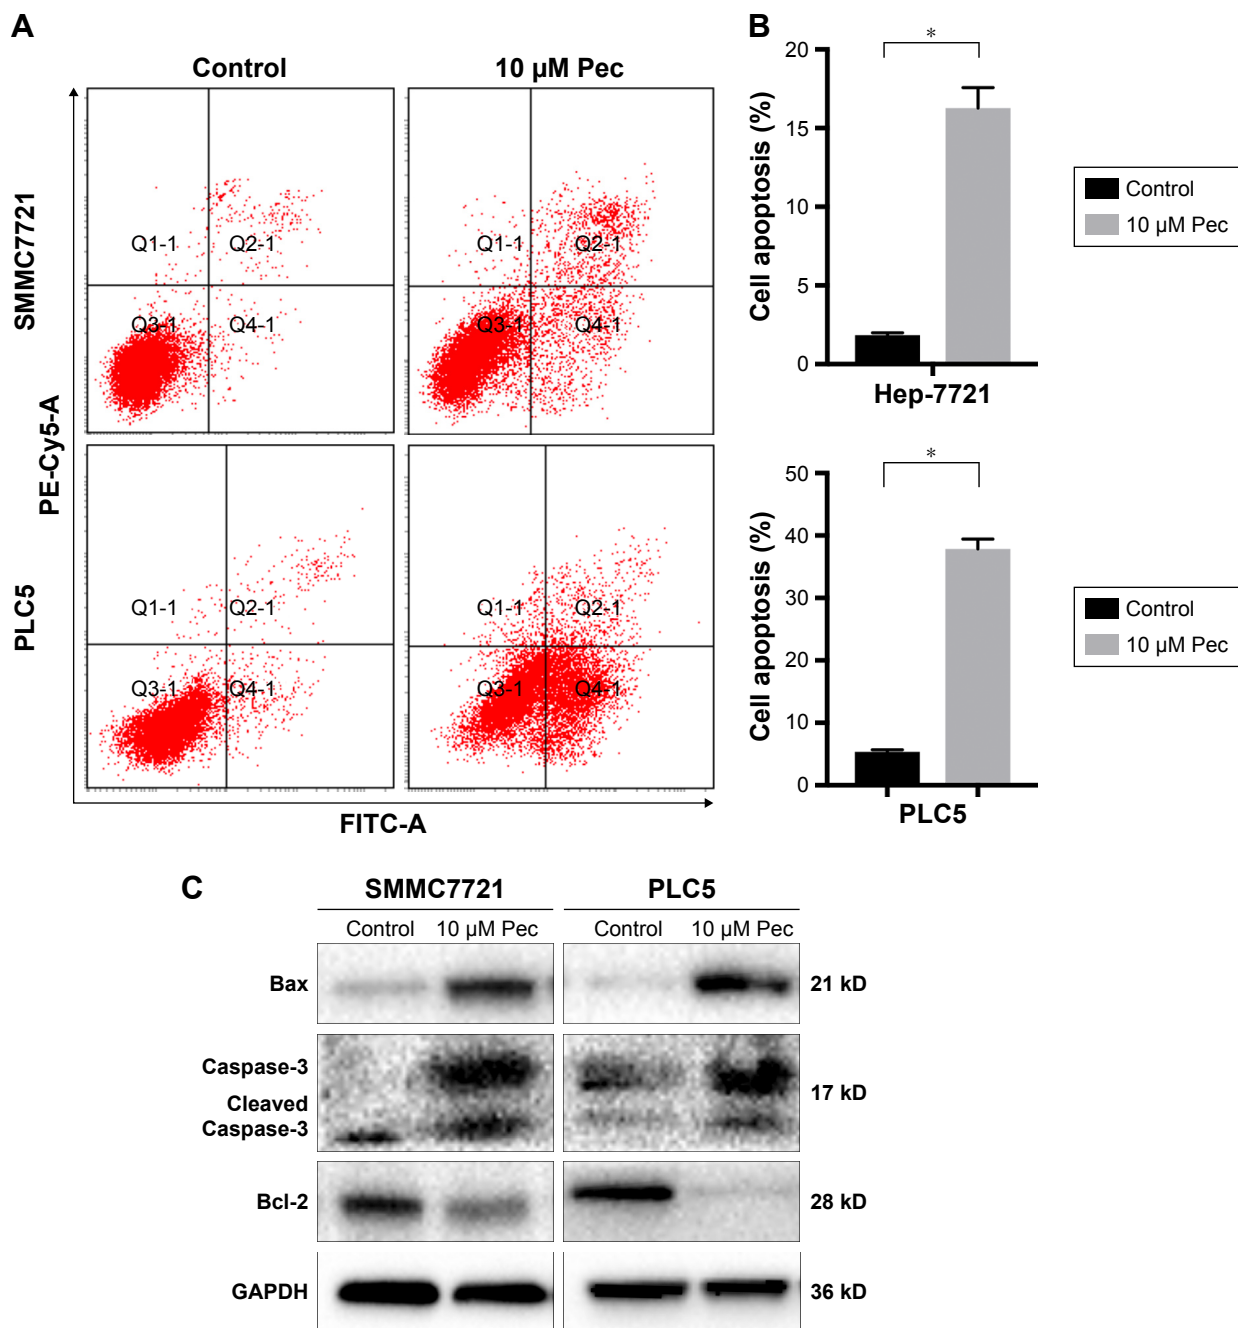 A
Control
10 µM Pec
SMMC7721
Q1-1
Q2-1
Q3-1
Q4-1
Q1-1
Q2-1
Q3-1
Q4-1
PLC5
Q1-1
Q2-1
Q3-1
Q4-1
Q1-1
Q2-1
Q3-1
Q4-1
PE-Cy5-A
FITC-A
B
*
Cell apoptosis (%)
20
15
10
5
0
Hep-7721
Control
10 µM Pec
*
Cell apoptosis (%)
50
40
30
20
10
0
PLC5
Control
10 µM Pec
C
SMMC7721
PLC5
Control
10 µM Pec
Control
10 µM Pec
Bax
21 kD
Caspase-3
Cleaved
Caspase-3
17 kD
Bcl-2
28 kD
GAPDH
36 kD